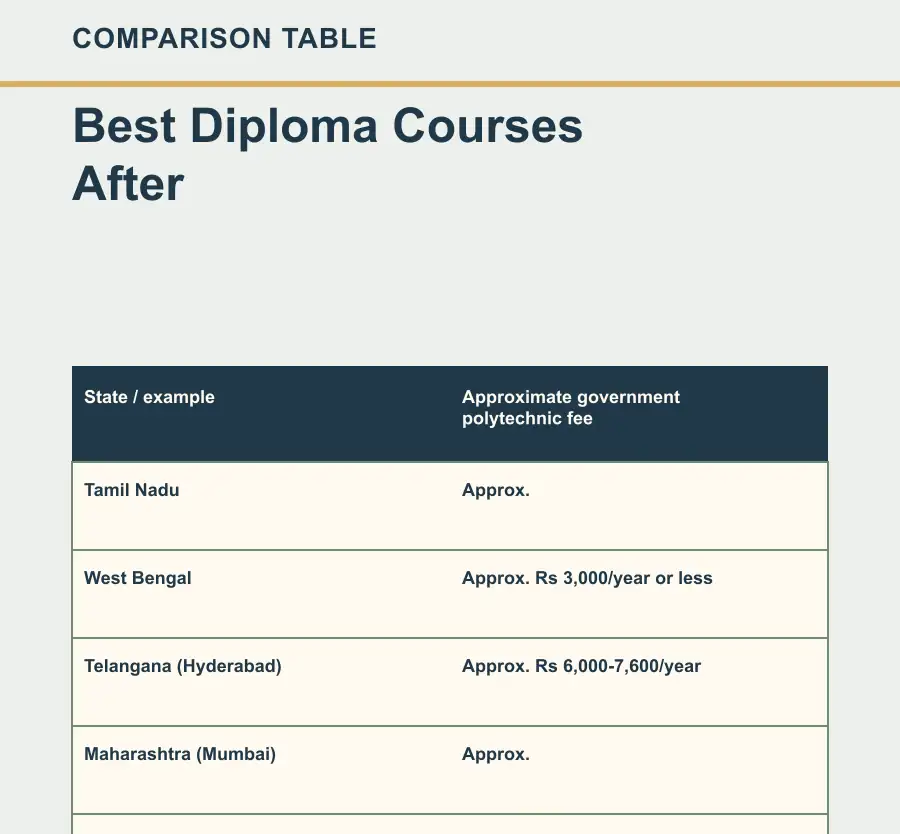 COMPARISON TABLE
Best Diploma Courses
After
State / example
Approximate government
polytechnic fee
Tamil Nadu
Approx.
West Bengal
Approx. Rs 3,000/year or less
Telangana (Hyderabad)
Approx. Rs 6,000-7,600/year
Maharashtra (Mumbai)
Approx.